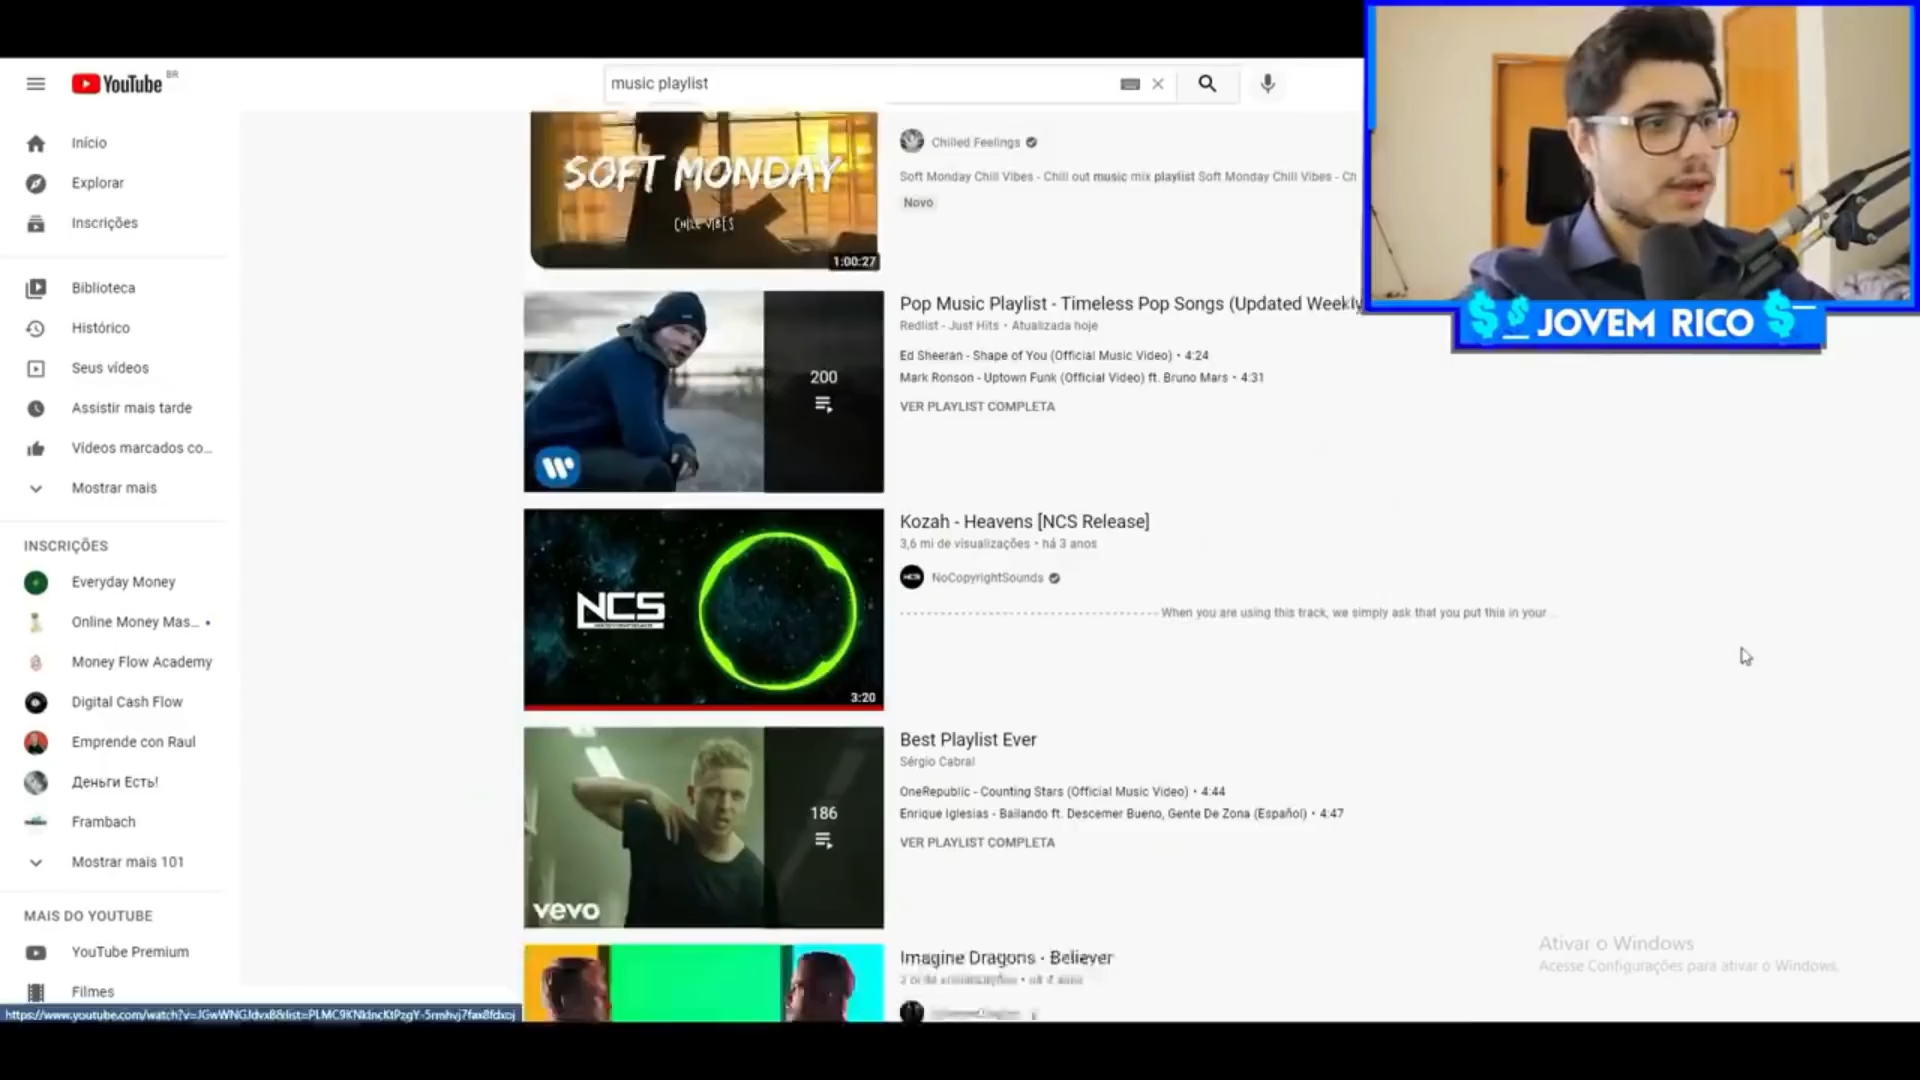 YouTube BR
music playlist
Início
Explorar
Inscrições
Biblioteca
Histórico
Seus vídeos
Assistir mais tarde
Vídeos marcados co...
Mostrar mais
INSCRIÇÕES
Everyday Money
Online Money Mas... •
Money Flow Academy
Digital Cash Flow
Emprende con Raul
Деньги Есть!
Frambach
Mostrar mais 101
MAIS DO YOUTUBE
YouTube Premium
Filmes
SOFT MONDAY
CHILL VIBES
1:00:27
Chilled Feelings
Soft Monday Chill Vibes - Chill out music mix playlist Soft Monday Chill Vibes - Ch
Novo
200
Pop Music Playlist - Timeless Pop Songs (Updated Weekly
Redlist - Just Hits • Atualizada hoje
Ed Sheeran - Shape of You (Official Music Video) • 4:24
Mark Ronson - Uptown Funk (Official Video) ft. Bruno Mars • 4:31
VER PLAYLIST COMPLETA
NCS
3:20
Kozah - Heavens [NCS Release]
3,6 mi de visualizações • há 3 anos
NoCopyrightSounds
When you are using this track, we simply ask that you put this in your
186
vevo
Best Playlist Ever
Sérgio Cabral
OneRepublic - Counting Stars (Official Music Video) • 4:44
Enrique Iglesias - Bailando ft. Descemer Bueno, Gente De Zona (Español) • 4:47
VER PLAYLIST COMPLETA
Imagine Dragons - Believer
JOVEM RICO
Ativar o Windows
Acesse Configurações para ativar o Windows.